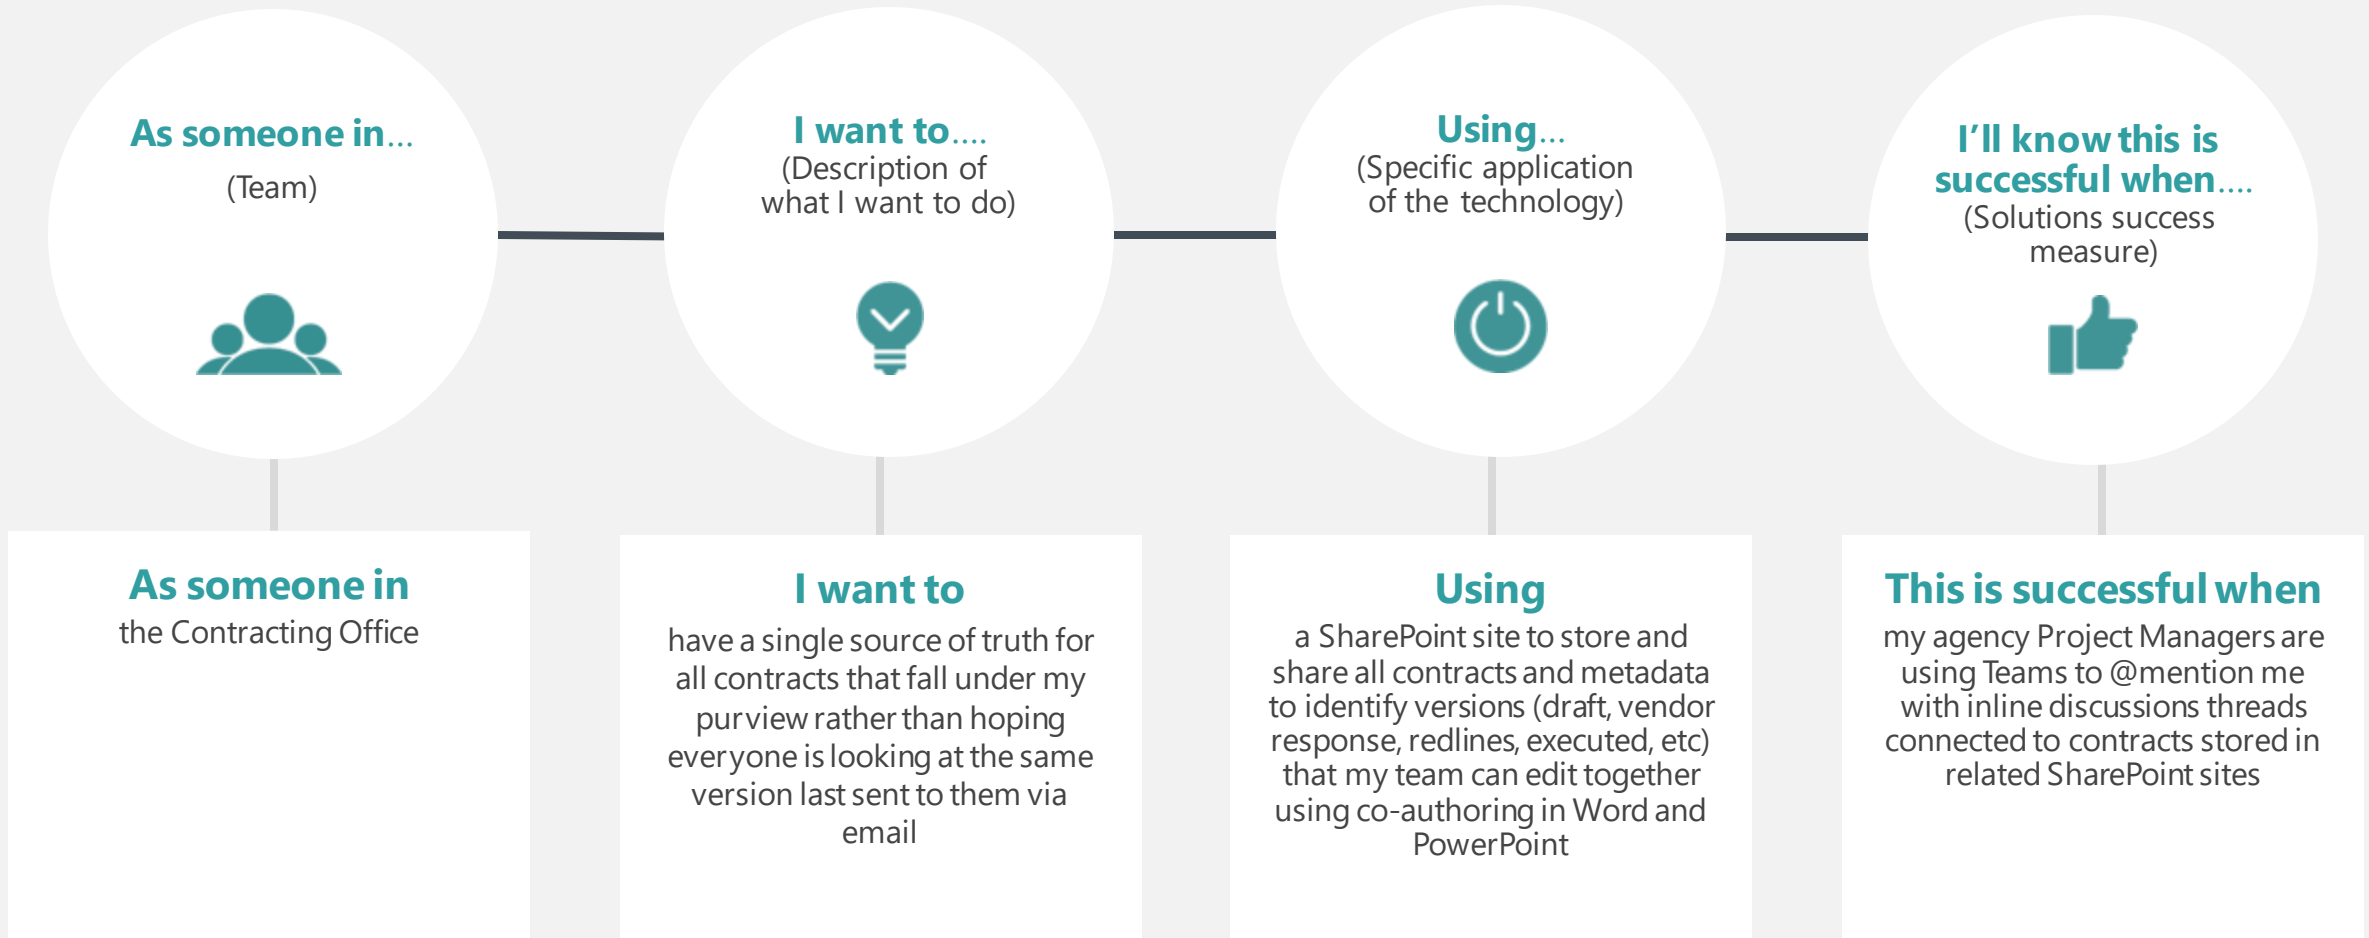 As someone in...
(Team)
I want to....
(Description of
what I want to do)
Using...
(Specific application
of the technology)
I’ll know this is
successful when....
(Solutions success
measure)
As someone in
the Contracting Office
I want to
have a single source of truth for
all contracts that fall under my
purview rather than hoping
everyone is looking at the same
version last sent to them via
email
Using
a SharePoint site to store and
share all contracts and metadata
to identify versions (draft, vendor
response, redlines, executed, etc)
that my team can edit together
using co-authoring in Word and
PowerPoint
This is successful when
my agency Project Managers are
using Teams to @mention me
with inline discussions threads
connected to contracts stored in
related SharePoint sites